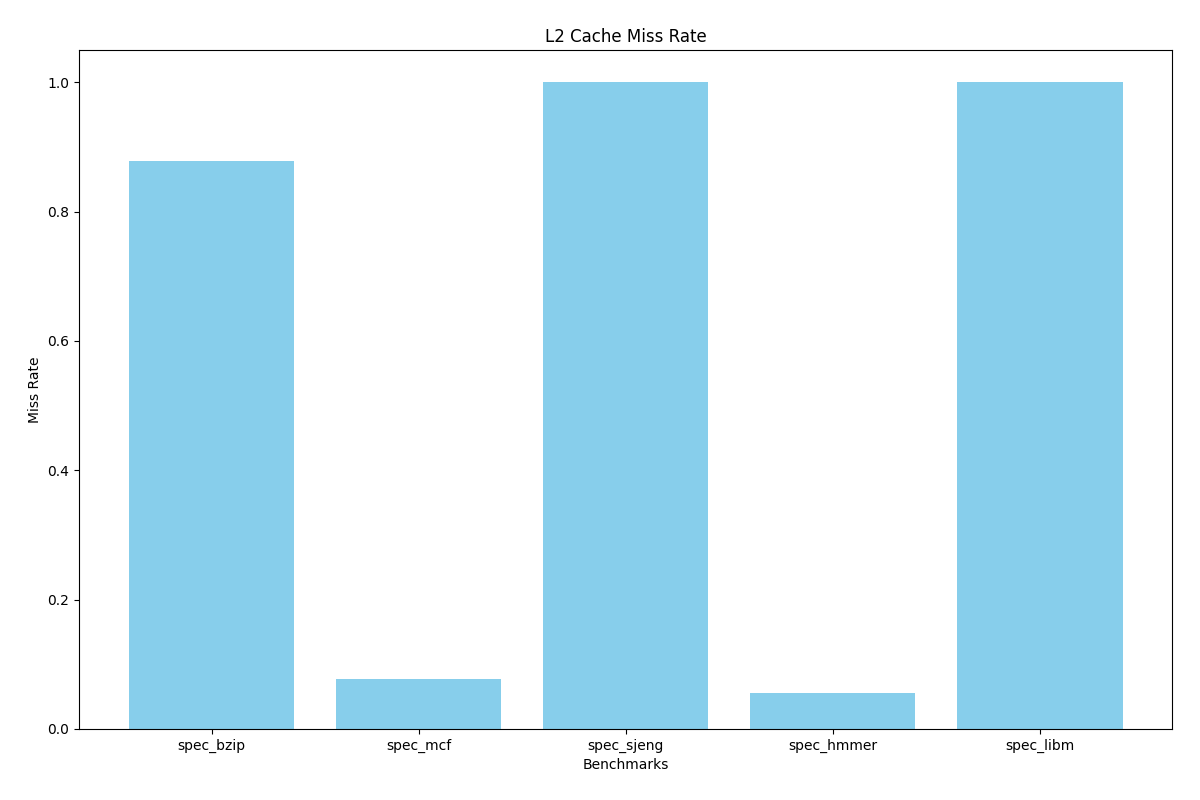 L2 Cache Miss Rate
1.0
0.8
0.6
0.4
0.2
0.0
Miss Rate
spec_bzip spec_mcf spec_sjeng spec_hmmer spec_libm
Benchmarks